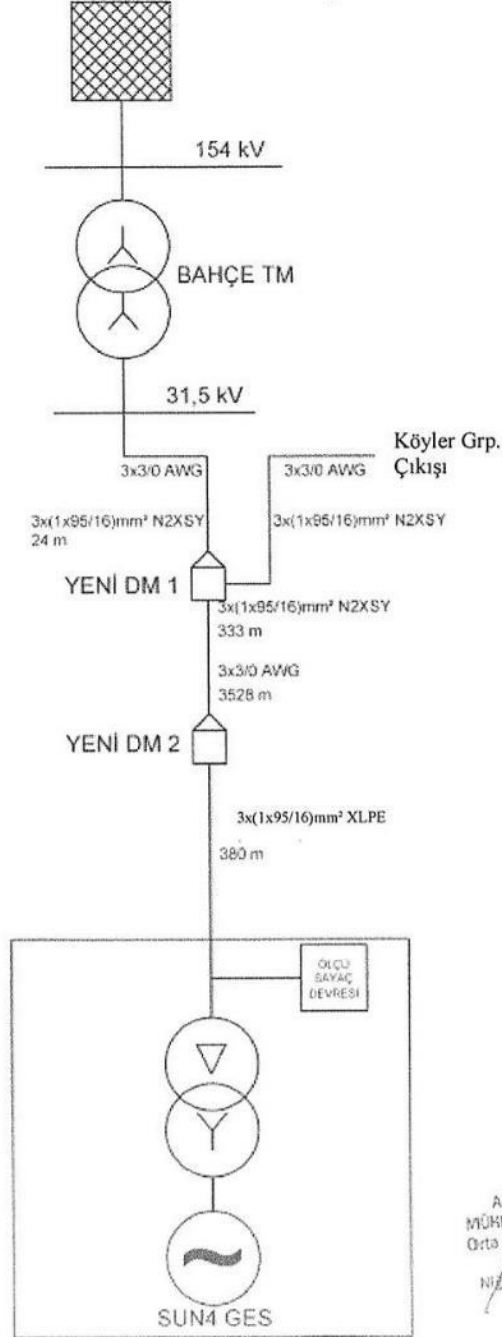 154 kV
BAHÇE TM
31,5 kV
3x3/0 AWG
3x3/0 AWG
Köyler Grp.
Çıkışı
3x(1x95/16)mm² N2XSY
24 m
3x(1x95/16)mm² N2XSY
YENİ DM 1
3x(1x95/16)mm² N2XSY
333 m
3x3/0 AWG
3528 m
YENİ DM 2
3x(1x95/16)mm² XLPE
380 m
ÖLÇÜ
SAYAÇ
DEVRESİ
SUN4 GES
Orta